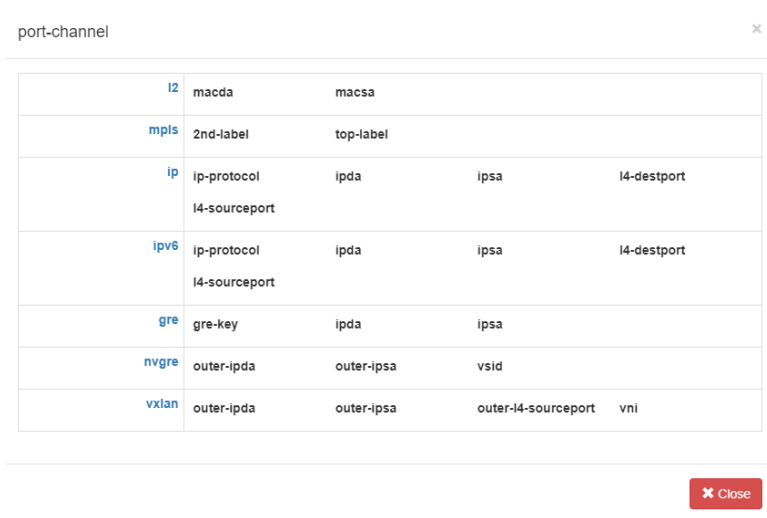 port-channel ×
l2 macda macsa
mpls 2nd-label top-label
ip ip-protocol ipda ipsa l4-destport
l4-sourceport
ipv6 ip-protocol ipda ipsa l4-destport
l4-sourceport
gre gre-key ipda ipsa
nvgre outer-ipda outer-ipsa vsid
vxlan outer-ipda outer-ipsa outer-l4-sourceport vni
✖ Close